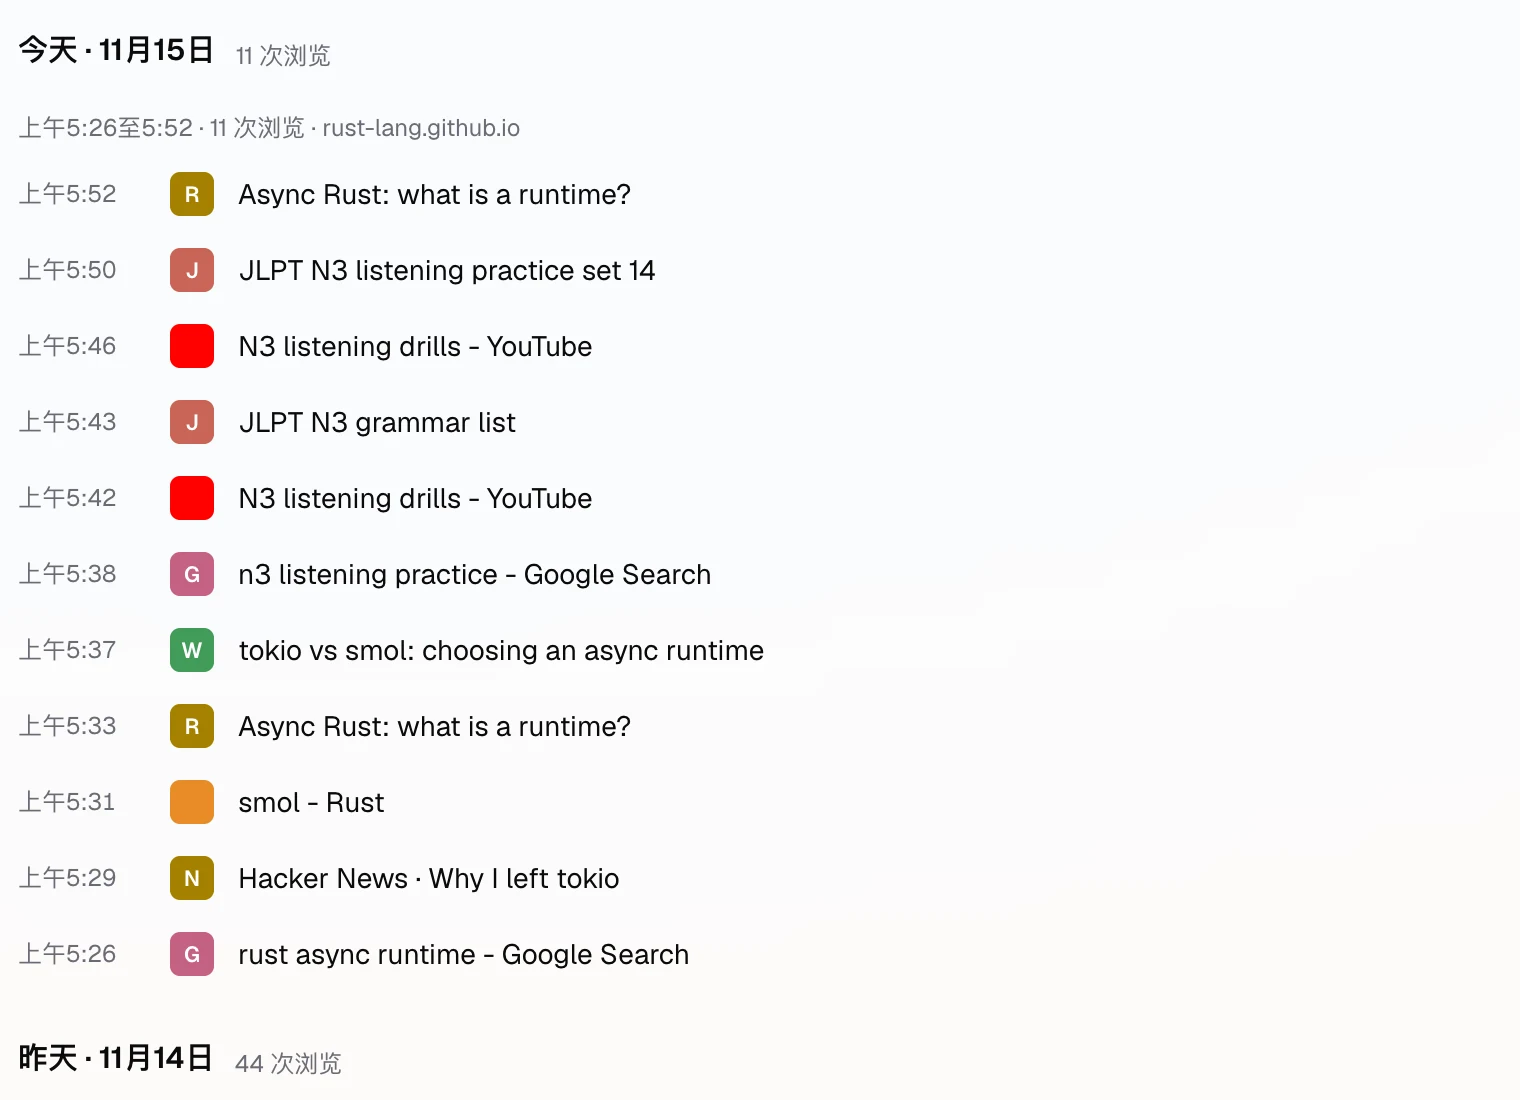 今天 · 11月15日 11 次浏览
上午5:26至5:52 · 11 次浏览 · rust-lang.github.io
上午5:52 R Async Rust: what is a runtime?
上午5:50 J JLPT N3 listening practice set 14
上午5:46 N3 listening drills - YouTube
上午5:43 J JLPT N3 grammar list
上午5:42 N3 listening drills - YouTube
上午5:38 G n3 listening practice - Google Search
上午5:37 W tokio vs smol: choosing an async runtime
上午5:33 R Async Rust: what is a runtime?
上午5:31 smol - Rust
上午5:29 N Hacker News · Why I left tokio
上午5:26 G rust async runtime - Google Search
昨天 · 11月14日 44 次浏览